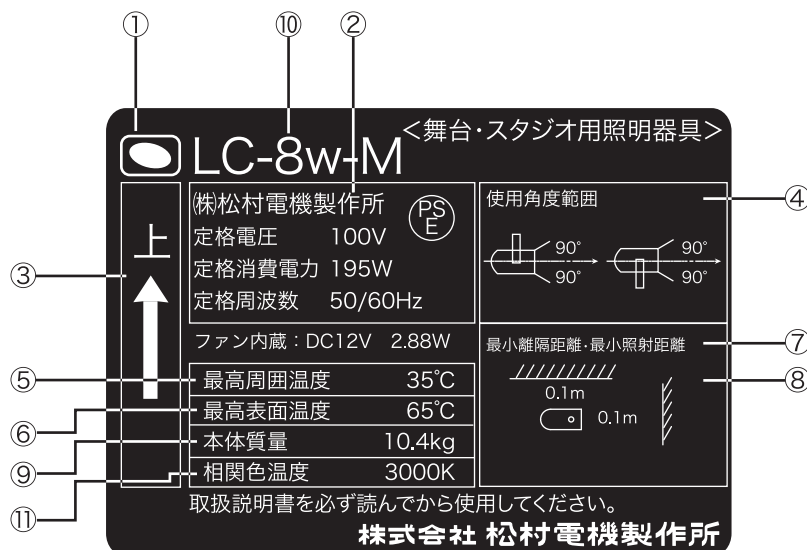 ① ⑩ ②
LC-8w-M
<舞台・スタジオ用照明器具>
③
上
㈱松村電機製作所
PS
E
定格電圧 100V
定格消費電力 195W
定格周波数 50/60Hz
ファン内蔵：DC12V 2.88W
⑤ 最高周囲温度 35℃
⑥ 最高表面温度 65℃
⑨ 本体質量 10.4kg
⑪ 相関色温度 3000K
使用角度範囲 ④
90° 90°
90° 90°
最小離隔距離・最小照射距離 ⑦
⑧
0.1m
0.1m
取扱説明書を必ず読んでから使用してください。
株式会社 松村電機製作所